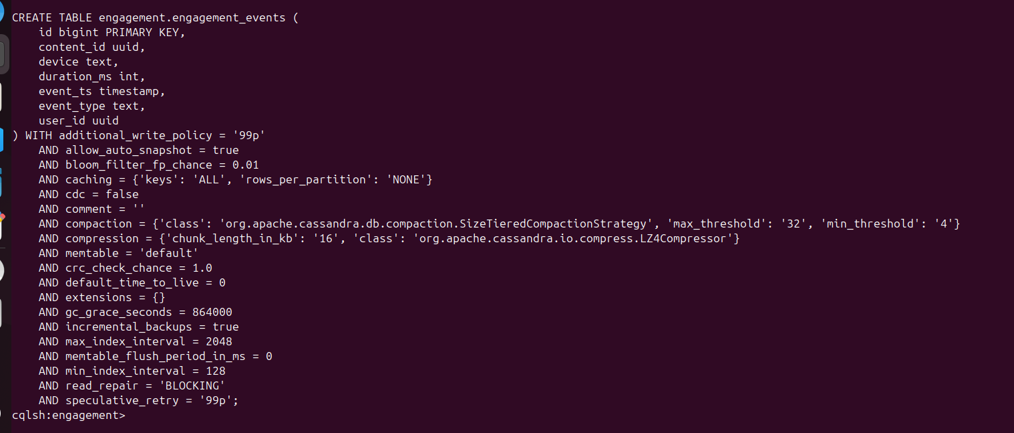 CREATE TABLE engagement.engagement_events (
    id bigint PRIMARY KEY,
    content_id uuid,
    device text,
    duration_ms int,
    event_ts timestamp,
    event_type text,
    user_id uuid
) WITH additional_write_policy = '99p'
    AND allow_auto_snapshot = true
    AND bloom_filter_fp_chance = 0.01
    AND caching = {'keys': 'ALL', 'rows_per_partition': 'NONE'}
    AND cdc = false
    AND comment = ''
    AND compaction = {'class': 'org.apache.cassandra.db.compaction.SizeTieredCompactionStrategy', 'max_threshold': '32', 'min_threshold': '4'}
    AND compression = {'chunk_length_in_kb': '16', 'class': 'org.apache.cassandra.io.compress.LZ4Compressor'}
    AND memtable = 'default'
    AND crc_check_chance = 1.0
    AND default_time_to_live = 0
    AND extensions = {}
    AND gc_grace_seconds = 864000
    AND incremental_backups = true
    AND max_index_interval = 2048
    AND memtable_flush_period_in_ms = 0
    AND min_index_interval = 128
    AND read_repair = 'BLOCKING'
    AND speculative_retry = '99p';
cqlsh:engagement>